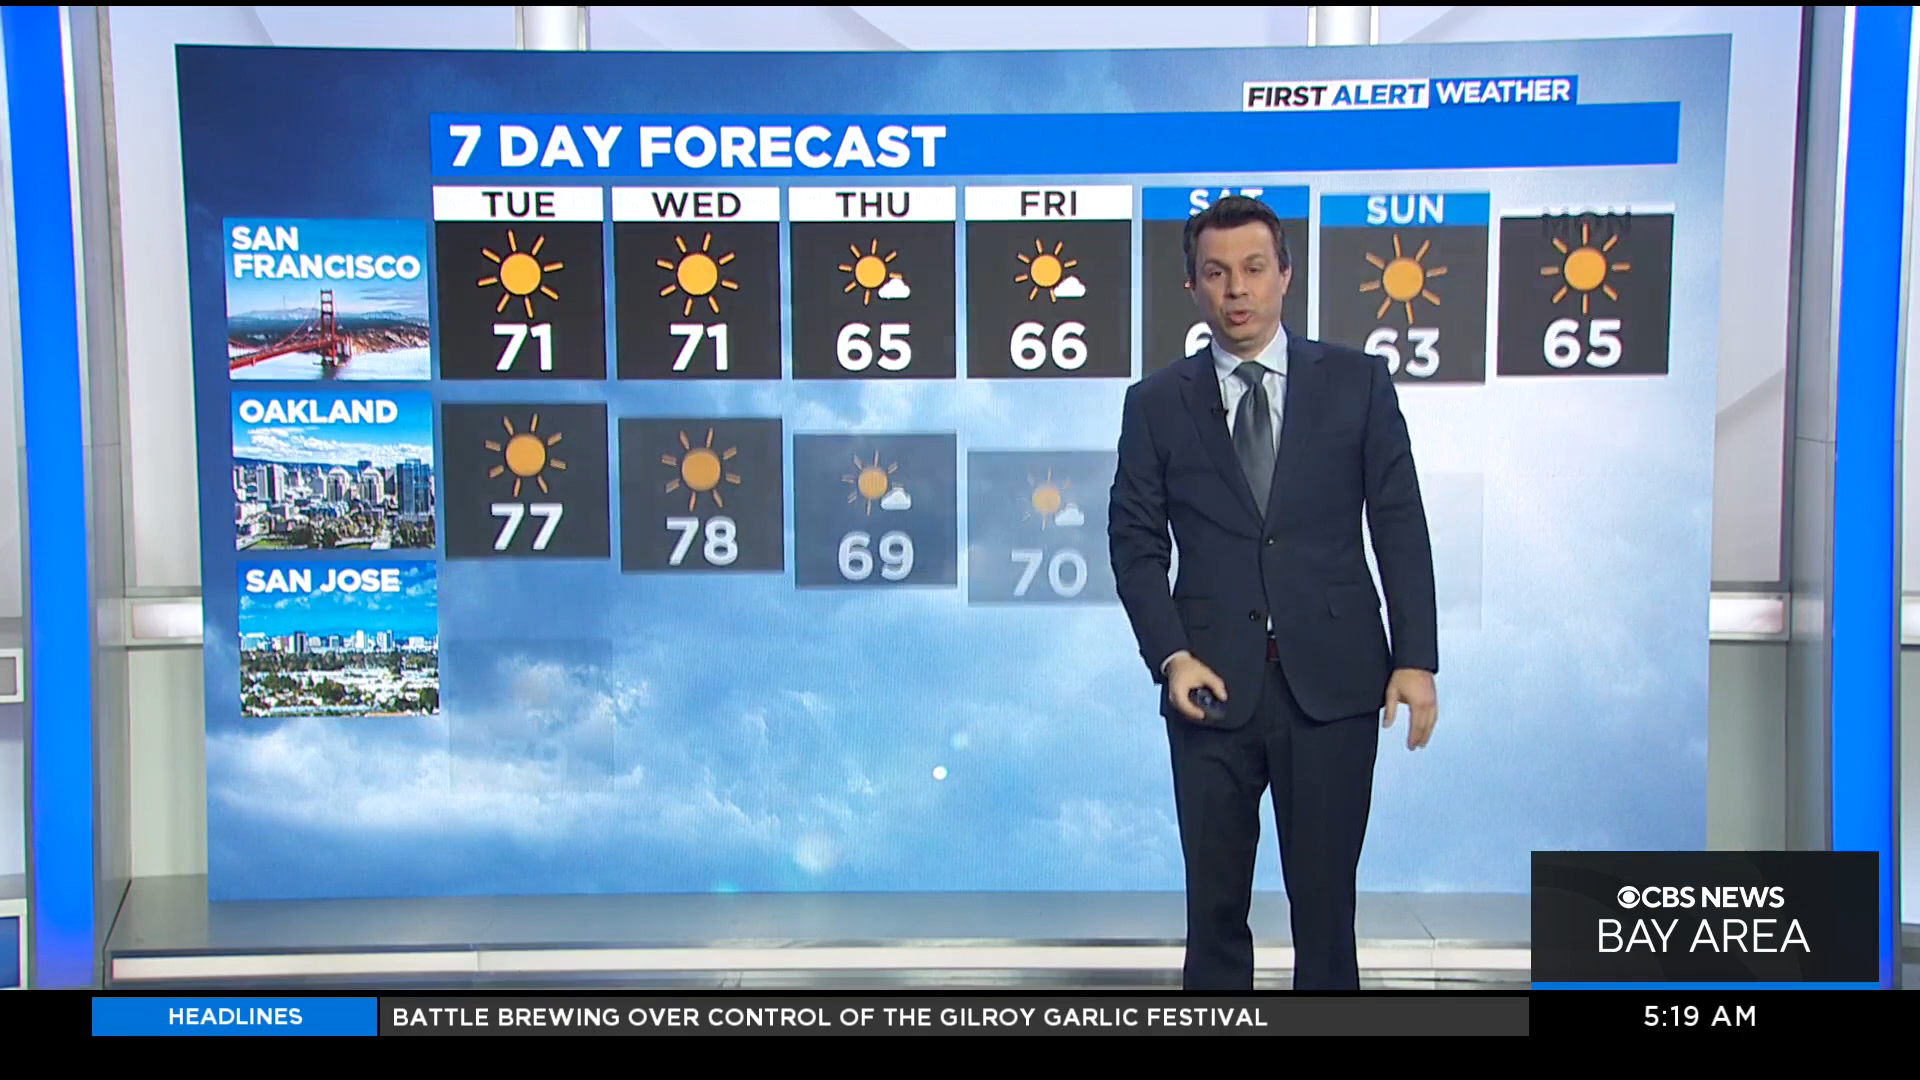 FIRST ALERT WEATHER
7 DAY FORECAST
TUE WED THU FRI SAT SUN MON
SAN
FRANCISCO
71 71 65 66 63 65
OAKLAND
77 78 69 70
SAN JOSE
CBS NEWS
BAY AREA
HEADLINES BATTLE BREWING OVER CONTROL OF THE GILROY GARLIC FESTIVAL 5:19 AM